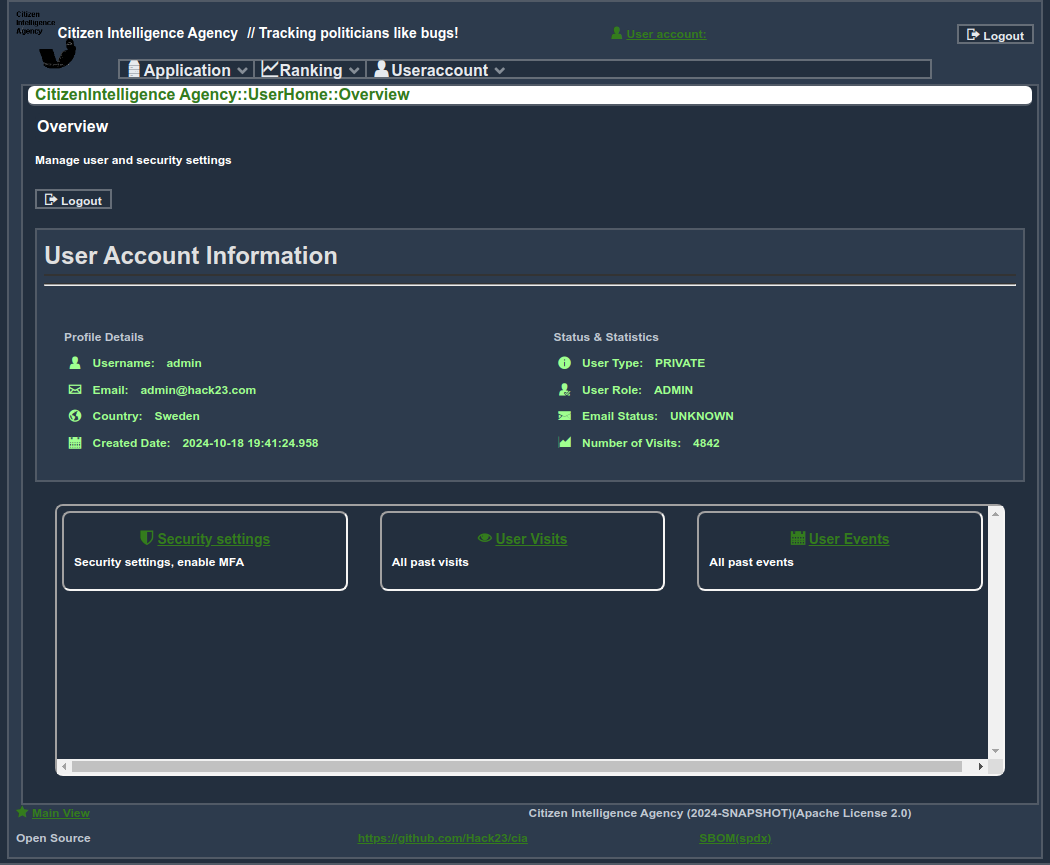 Citizen
Intelligence
Agency
Citizen Intelligence Agency // Tracking politicians like bugs!
User account:
Logout
Application Ranking Useraccount
CitizenIntelligence Agency::UserHome::Overview
Overview
Manage user and security settings
Logout
User Account Information
Profile Details
Username: admin
Email: admin@hack23.com
Country: Sweden
Created Date: 2024-10-18 19:41:24.958
Status & Statistics
User Type: PRIVATE
User Role: ADMIN
Email Status: UNKNOWN
Number of Visits: 4842
Security settings
Security settings, enable MFA
User Visits
All past visits
User Events
All past events
Main View
Citizen Intelligence Agency (2024-SNAPSHOT)(Apache License 2.0)
Open Source
https://github.com/Hack23/cia
SBOM(spdx)